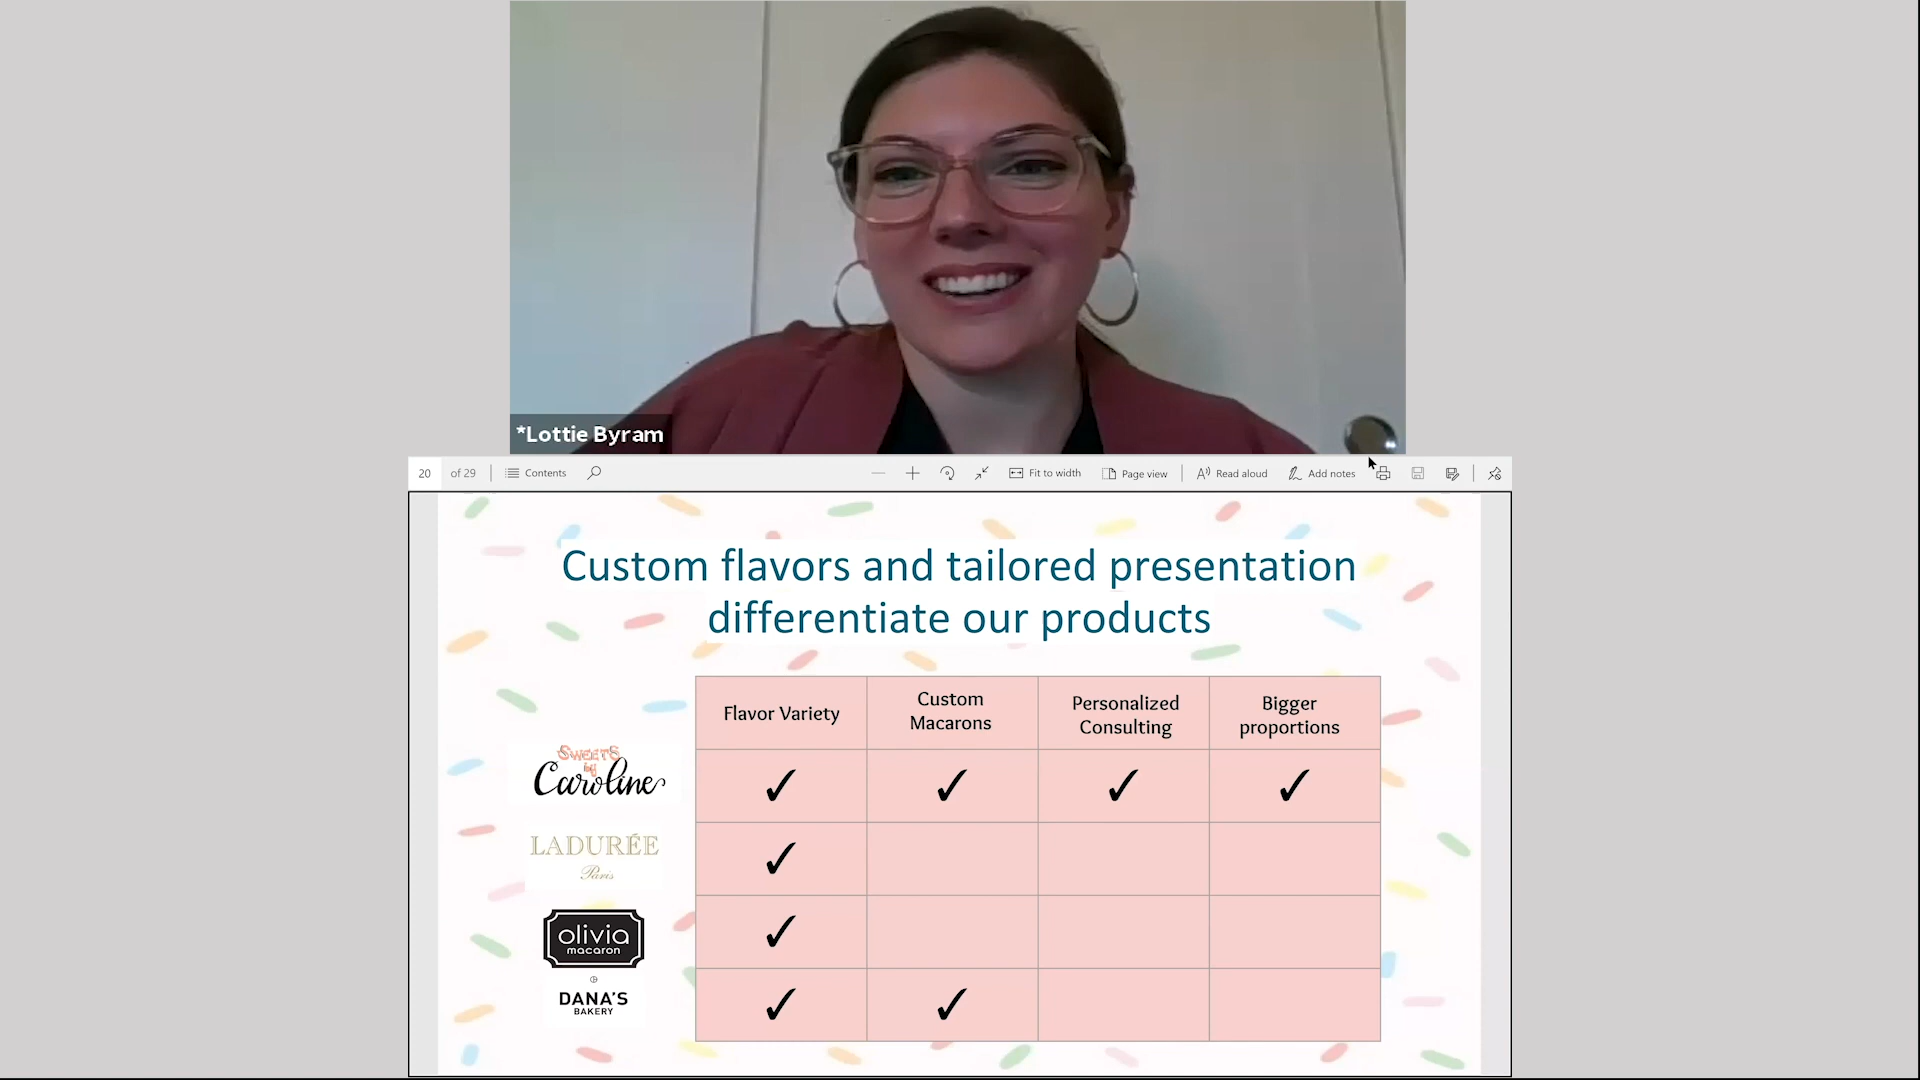 *Lottie Byram
20 of 29 Contents Fit to width Page view Read aloud Add notes
Custom flavors and tailored presentation
differentiate our products
Flavor Variety
Custom
Macarons
Personalized
Consulting
Bigger
proportions
SWEETS
by
Caroline
✓ ✓ ✓ ✓
LADURÉE
Paris
✓
olivia
macaron
✓
DANA'S
BAKERY
✓ ✓